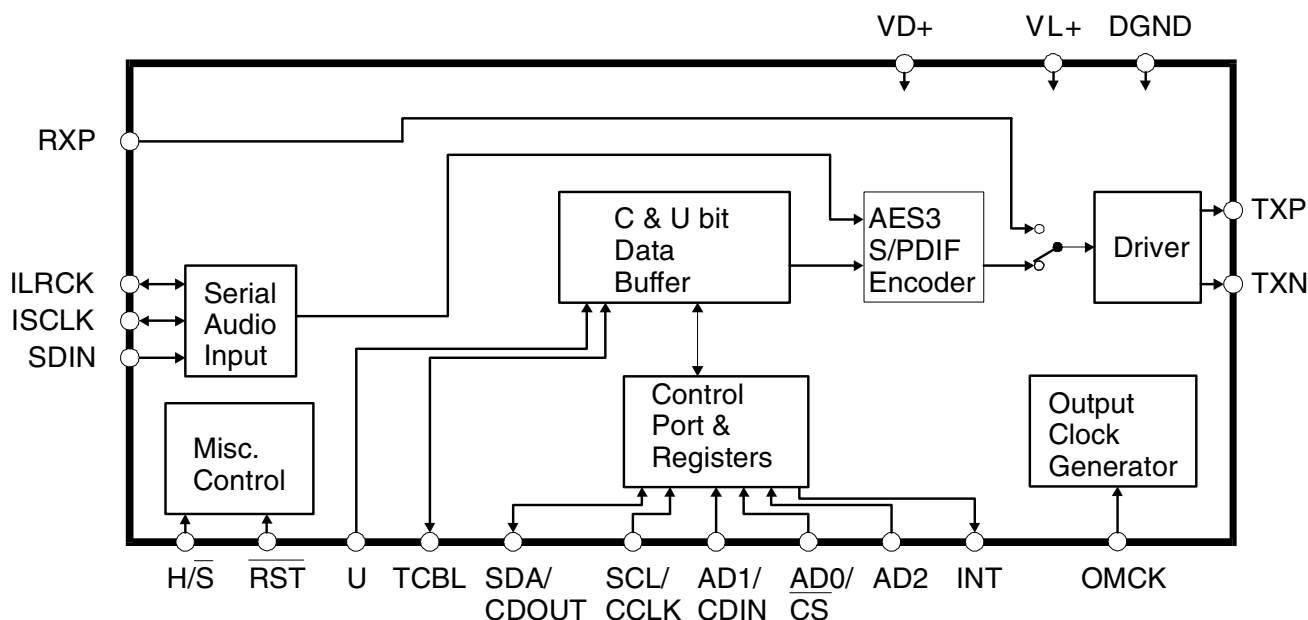 VD+ VL+ DGND
RXP
C & U bit
Data
Buffer
AES3
S/PDIF
Encoder
Driver
TXP
TXN
ILRCK
ISCLK
SDIN
Serial
Audio
Input
Misc.
Control
Control
Port &
Registers
Output
Clock
Generator
H/S̅ R̅S̅T̅ U TCBL SDA/ SCL/ AD1/ AD0/ AD2 INT OMCK
CDOUT CCLK CDIN C̅S̅